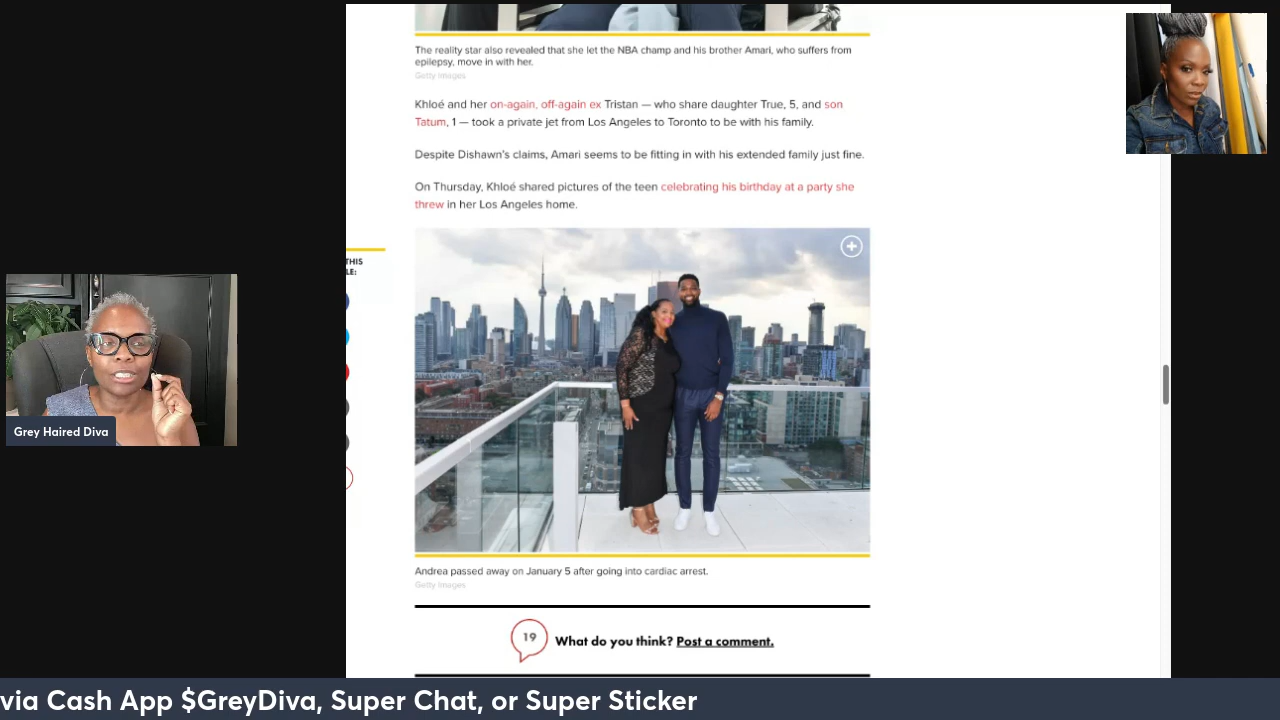 The reality star also revealed that she let the NBA champ and his brother Amari, who suffers from
epilepsy, move in with her.
Getty Images
Khloé and her on-again, off-again ex Tristan — who share daughter True, 5, and son
Tatum, 1 — took a private jet from Los Angeles to Toronto to be with his family.
Despite Dishawn’s claims, Amari seems to be fitting in with his extended family just fine.
On Thursday, Khloé shared pictures of the teen celebrating his birthday at a party she
threw in her Los Angeles home.
THIS
LE:
Grey Haired Diva
Andrea passed away on January 5 after going into cardiac arrest.
Getty Images
19
What do you think? Post a comment.
via Cash App $GreyDiva, Super Chat, or Super Sticker